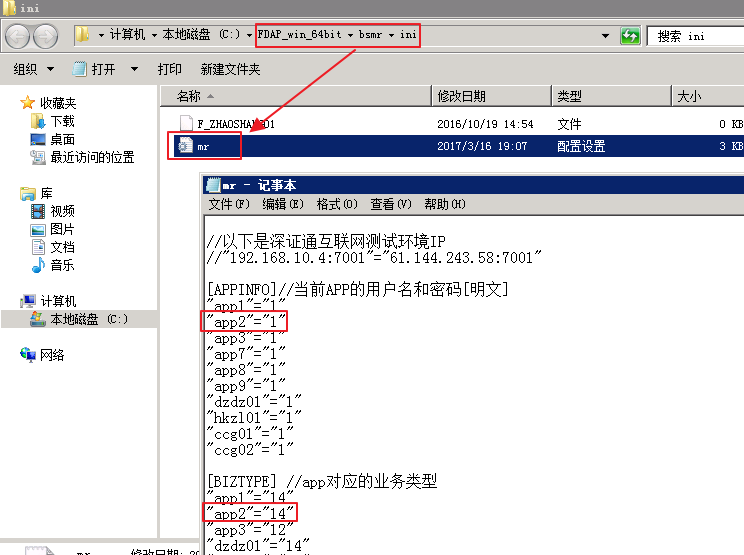 ini
计算机 本地磁盘 (C:) FDAP_win_64bit bsmr ini 搜索 ini
组织 打开 打印 新建文件夹
收藏夹
下载
桌面
最近访问的位置
库
视频
图片
文档
音乐
计算机
本地磁盘 (C:)
网络
名称 修改日期 类型 大小
2016/10/19 14:54 文件 0 KB
mr 2017/3/16 19:07 配置设置 3 KB
mr - 记事本
文件(F) 编辑(E) 格式(O) 查看(V) 帮助(H)
//以下是深证通互联网测试环境IP
//"192.168.10.4:7001"="61.144.243.58:7001"
[APPINFO]//当前APP的用户名和密码[明文]
"app1"="1"
"app2"="1"
"app3"="1"
"app7"="1"
"app8"="1"
"app9"="1"
"dzdz01"="1"
"hkzl01"="1"
"ccg01"="1"
"ccg02"="1"
[BIZTYPE] //app对应的业务类型
"app1"="14"
"app2"="14"
"app3"="12"
"dzdz01"="14"
mr 修改日期: 20